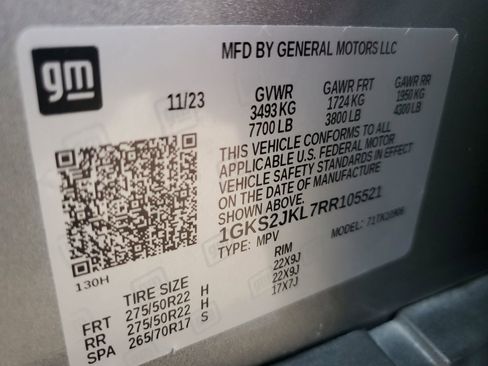 gm
MFD BY GENERAL MOTORS LLC
11/23 GVWR GAWR FRT GAWR RR
3493 KG 1724 KG 1950 KG
7700 LB 3800 LB 4300 LB
THIS VEHICLE CONFORMS TO ALL
APPLICABLE U.S. FEDERAL MOTOR
VEHICLE SAFETY STANDARDS IN EFFECT
ON THE DATE OF MANUFACTURE
SHOWN ABOVE.
1GKS2JKL7RR105521
TYPE: MPV MODEL:
130H
TIRE SIZE RIM
FRT 275/50R22 H 22X9J
RR 275/50R22 H 22X9J
SPA 265/70R17 S 17X7J